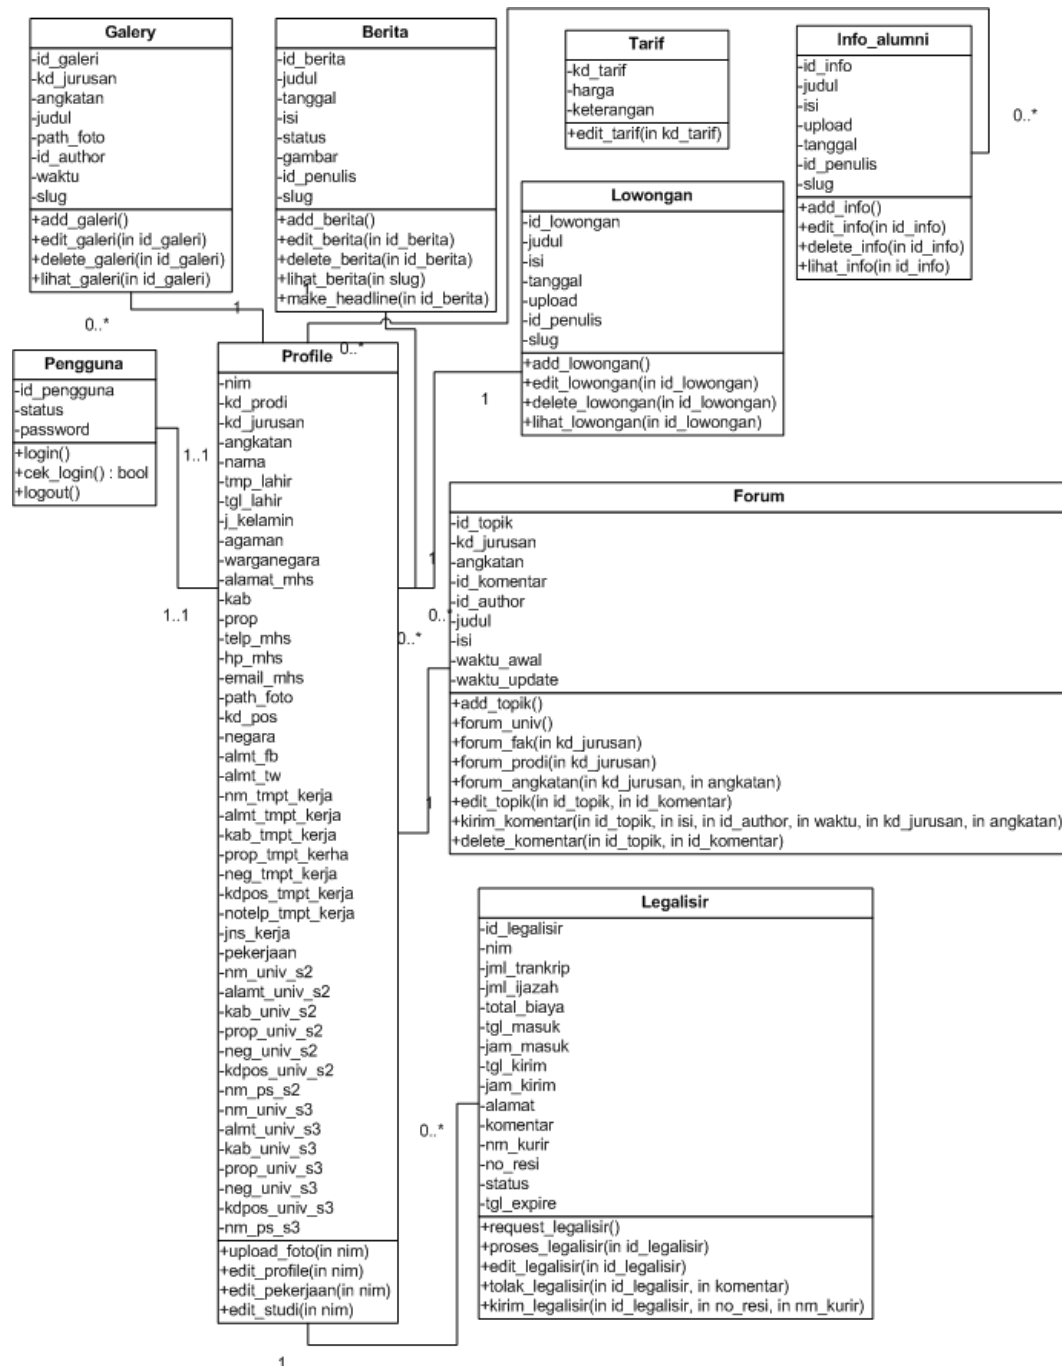 Galery
-id_galeri
-kd_jurusan
-angkatan
-judul
-path_foto
-id_author
-waktu
-slug
+add_galeri()
+edit_galeri(in id_galeri)
+delete_galeri(in id_galeri)
+lihat_galeri(in id_galeri)
Berita
-id_berita
-judul
-tanggal
-isi
-status
-gambar
-id_penulis
-slug
+add_berita()
+edit_berita(in id_berita)
+delete_berita(in id_berita)
+lihat_berita(in slug)
+make_headline(in id_berita)
Tarif
-kd_tarif
-harga
-keterangan
+edit_tarif(in kd_tarif)
Info_alumni
-id_info
-judul
-isi
-upload
-tanggal
-id_penulis
-slug
+add_info()
+edit_info(in id_info)
+delete_info(in id_info)
+lihat_info(in id_info)
0..*
Lowongan
-id_lowongan
-judul
-isi
-tanggal
-upload
-id_penulis
-slug
+add_lowongan()
+edit_lowongan(in id_lowongan)
+delete_lowongan(in id_lowongan)
+lihat_lowongan(in id_lowongan)
1
1
0..*
0..*
1
Pengguna
-id_pengguna
-status
-password
+login()
+cek_login() : bool
+logout()
1..1
1..1
Profile
-nim
-kd_prodi
-kd_jurusan
-angkatan
-nama
-tmp_lahir
-tgl_lahir
-j_kelamin
-agaman
-warganegara
-alamat_mhs
-kab
-prop
-telp_mhs
-hp_mhs
-email_mhs
-path_foto
-kd_pos
-negara
-almt_fb
-almt_tw
-nm_tmpt_kerja
-almt_tmpt_kerja
-kab_tmpt_kerja
-prop_tmpt_kerha
-neg_tmpt_kerja
-kdpos_tmpt_kerja
-notelp_tmpt_kerja
-jns_kerja
-pekerjaan
-nm_univ_s2
-alamt_univ_s2
-kab_univ_s2
-prop_univ_s2
-neg_univ_s2
-kdpos_univ_s2
-nm_ps_s2
-nm_univ_s3
-almt_univ_s3
-kab_univ_s3
-prop_univ_s3
-neg_univ_s3
-kdpos_univ_s3
-nm_ps_s3
+upload_foto(in nim)
+edit_profile(in nim)
+edit_pekerjaan(in nim)
+edit_studi(in nim)
1
0..*
0..*
1
Forum
-id_topik
-kd_jurusan
-angkatan
-id_komentar
-id_author
-judul
-isi
-waktu_awal
-waktu_update
+add_topik()
+forum_univ()
+forum_fak(in kd_jurusan)
+forum_prodi(in kd_jurusan)
+forum_angkatan(in kd_jurusan, in angkatan)
+edit_topik(in id_topik, in id_komentar)
+kirim_komentar(in id_topik, in isi, in id_author, in waktu, in kd_jurusan, in angkatan)
+delete_komentar(in id_topik, in id_komentar)
Legalisir
-id_legalisir
-nim
-jml_trankrip
-jml_ijazah
-total_biaya
-tgl_masuk
-jam_masuk
-tgl_kirim
-jam_kirim
-alamat
-komentar
-nm_kurir
-no_resi
-status
-tgl_expire
+request_legalisir()
+proses_legalisir(in id_legalisir)
+edit_legalisir(in id_legalisir)
+tolak_legalisir(in id_legalisir, in komentar)
+kirim_legalisir(in id_legalisir, in no_resi, in nm_kurir)
0..*
1